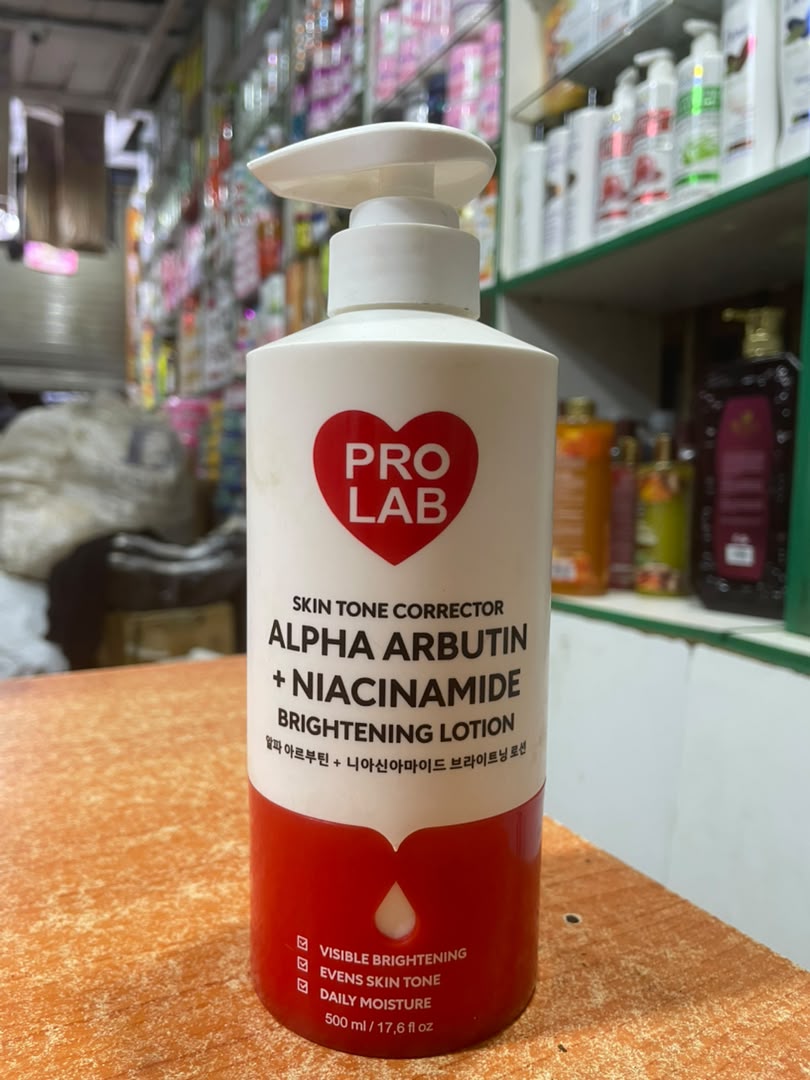 PRO
LAB
SKIN TONE CORRECTOR
ALPHA ARBUTIN
+ NIACINAMIDE
BRIGHTENING LOTION
알파 아르부틴 + 니아신아마이드 브라이트닝 로션
VISIBLE BRIGHTENING
EVENS SKIN TONE
DAILY MOISTURE
500 ml / 17,6 fl oz